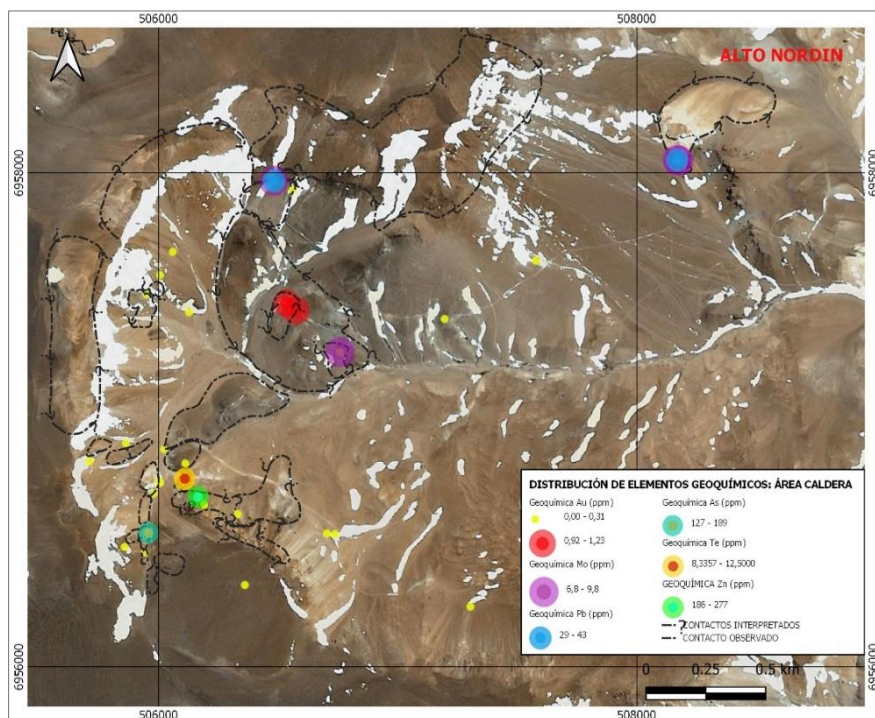 506000
508000
ALTO NORDIN
6958000
6958000
DISTRIBUCIÓN DE ELEMENTOS GEOQUÍMICOS: ÁREA CALDERA
Geoquímica Au (ppm)
0,00 - 0,31
0,92 - 1,23
Geoquímica Mo (ppm)
6,8 - 9,8
Geoquímica Pb (ppm)
29 - 43
Geoquímica As (ppm)
127 - 189
Geoquímica Te (ppm)
8,3357 - 12,5000
GEOQUÍMICA Zn (ppm)
186 - 277
? CONTACTOS INTERPRETADOS
CONTACTO OBSERVADO
6956000
6956000
0 0.25 0.5 km
506000
508000